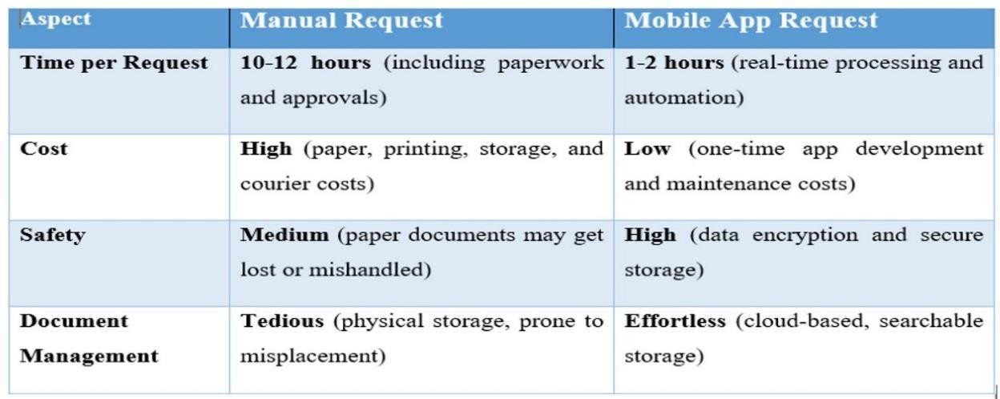 Aspect
Manual Request
Mobile App Request
Time per Request
10-12 hours (including paperwork
and approvals)
1-2 hours (real-time processing and
automation)
Cost
High (paper, printing, storage, and
courier costs)
Low (one-time app development
and maintenance costs)
Safety
Medium (paper documents may get
lost or mishandled)
High (data encryption and secure
storage)
Document
Management
Tedious (physical storage, prone to
misplacement)
Effortless (cloud-based, searchable
storage)